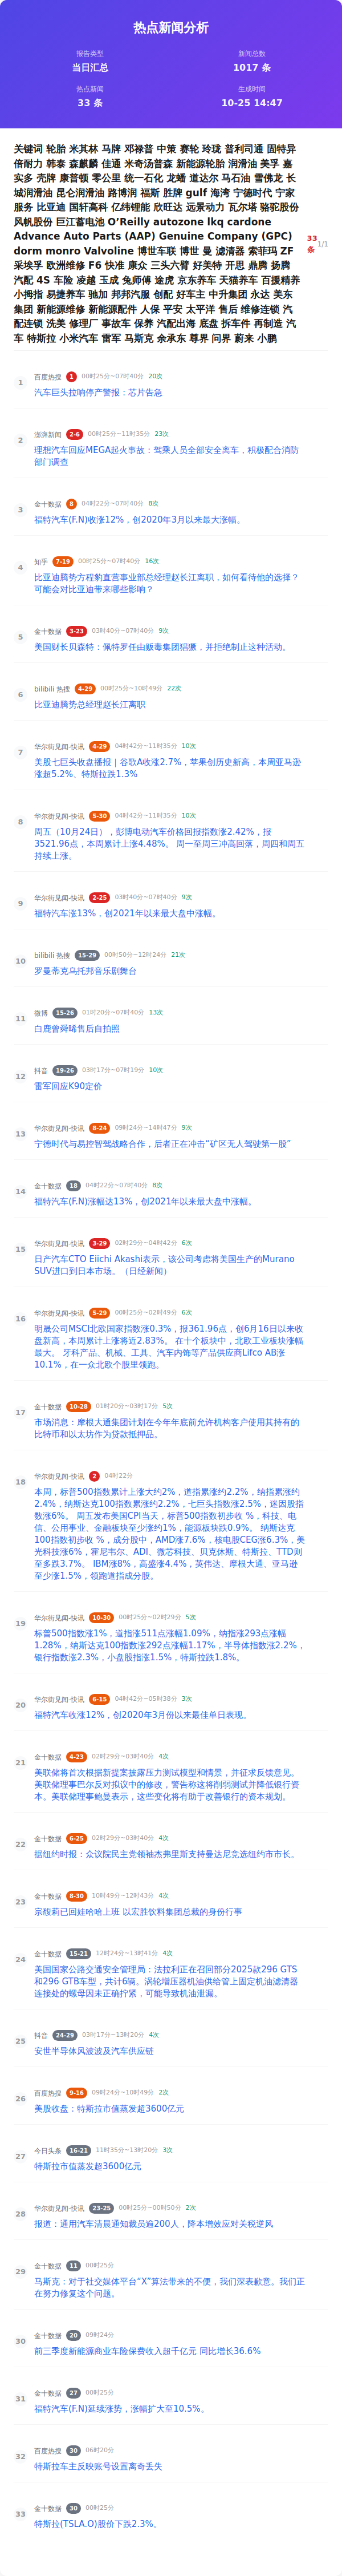 热点新闻分析
报告类型
新闻总数
当日汇总
1017 条
热点新闻
生成时间
33 条
10-25 14:47
关键词 轮胎 米其林 马牌 邓禄普 中策 赛轮 玲珑 普利司通 固特异
倍耐力 韩泰 森麒麟 佳通 米奇汤普森 新能源轮胎 润滑油 美孚 嘉
实多 壳牌 康普顿 零公里 统一石化 龙蟠 道达尔 马石油 雪佛龙 长
城润滑油 昆仑润滑油 路博润 福斯 胜牌 gulf 海湾 宁德时代 宁家
服务 比亚迪 国轩高科 亿纬锂能 欣旺达 远景动力 瓦尔塔 骆驼股份
风帆股份 巨江蓄电池 O’Reilly autozone lkq cardone
Advance Auto Parts (AAP) Genuine Company (GPC)
dorm monro Valvoline 博世车联 博世 曼 滤清器 索菲玛 ZF
采埃孚 欧洲维修 F6 快准 康众 三头六臂 好美特 开思 鼎腾 扬腾
汽配 4S 车险 凌越 玉成 兔师傅 途虎 京东养车 天猫养车 百援精养
小拇指 易捷养车 驰加 邦邦汽服 创配 好车主 中升集团 永达 美东
集团 新能源维修 新能源配件 人保 平安 太平洋 售后 维修连锁 汽
配连锁 洗美 修理厂 事故车 保养 汽配出海 底盘 拆车件 再制造 汽
车 特斯拉 小米汽车 雷军 马斯克 余承东 尊界 问界 蔚来 小鹏
33
条
1/1
1
百度热搜 1 00时25分~07时40分 20次
汽车巨头拉响停产警报：芯片告急
2
澎湃新闻 2-6 00时25分~11时35分 23次
理想汽车回应MEGA起火事故：驾乘人员全部安全离车，积极配合消防
部门调查
3
金十数据 8 04时22分~07时40分 8次
福特汽车(F.N)收涨12%，创2020年3月以来最大涨幅。
4
知乎 7-19 00时25分~07时40分 16次
比亚迪腾势方程豹直营事业部总经理赵长江离职，如何看待他的选择？
可能会对比亚迪带来哪些影响？
5
金十数据 3-23 03时40分~07时40分 9次
美国财长贝森特：佩特罗任由贩毒集团猖獗，并拒绝制止这种活动。
6
bilibili 热搜 4-29 00时25分~10时49分 22次
比亚迪腾势总经理赵长江离职
7
华尔街见闻-快讯 4-29 04时42分~11时35分 10次
美股七巨头收盘播报｜谷歌A收涨2.7%，苹果创历史新高，本周亚马逊
涨超5.2%、特斯拉跌1.3%
8
华尔街见闻-快讯 5-30 04时42分~11时35分 10次
周五（10月24日），彭博电动汽车价格回报指数涨2.42%，报
3521.96点，本周累计上涨4.48%。 周一至周三冲高回落，周四和周五
持续上涨。
9
华尔街见闻-快讯 2-25 03时40分~07时40分 9次
福特汽车涨13%，创2021年以来最大盘中涨幅。
10
bilibili 热搜 15-29 00时50分~12时24分 21次
罗曼蒂克乌托邦音乐剧舞台
11
微博 15-26 01时20分~07时40分 13次
白鹿曾舜晞售后自拍照
12
抖音 19-26 03时17分~07时19分 10次
雷军回应K90定价
13
华尔街见闻-快讯 8-24 09时24分~14时47分 9次
宁德时代与易控智驾战略合作，后者正在冲击“矿区无人驾驶第一股”
14
金十数据 18 04时22分~07时40分 8次
福特汽车(F.N)涨幅达13%，创2021年以来最大盘中涨幅。
15
华尔街见闻-快讯 3-29 02时29分~04时42分 6次
日产汽车CTO Eiichi Akashi表示，该公司考虑将美国生产的Murano
SUV进口到日本市场。（日经新闻）
16
华尔街见闻-快讯 5-29 00时25分~02时49分 6次
明晟公司MSCI北欧国家指数涨0.3%，报361.96点，创6月16日以来收
盘新高，本周累计上涨将近2.83%。 在十个板块中，北欧工业板块涨幅
最大。 牙科产品、机械、工具、汽车内饰等产品供应商Lifco AB涨
10.1%，在一众北欧个股里领跑。
17
金十数据 10-28 01时20分~03时17分 5次
市场消息：摩根大通集团计划在今年年底前允许机构客户使用其持有的
比特币和以太坊作为贷款抵押品。
18
华尔街见闻-快讯 2 04时22分
本周，标普500指数累计上涨大约2%，道指累涨约2.2%，纳指累涨约
2.4%，纳斯达克100指数累涨约2.2%，七巨头指数涨2.5%，迷因股指
数涨6%。 周五发布美国CPI当天，标普500指数初步收 %，科技、电
信、公用事业、金融板块至少涨约1%，能源板块跌0.9%。 纳斯达克
100指数初步收 %，成分股中，AMD涨7.6%，核电股CEG涨6.3%，美
光科技涨6%，霍尼韦尔、ADI、微芯科技、贝克休斯、特斯拉、TTD则
至多跌3.7%。 IBM涨8%，高盛涨4.4%，英伟达、摩根大通、亚马逊
至少涨1.5%，领跑道指成分股。
19
华尔街见闻-快讯 10-30 00时25分~02时29分 5次
标普500指数涨1%，道指涨511点涨幅1.09%，纳指涨293点涨幅
1.28%，纳斯达克100指数涨292点涨幅1.17%，半导体指数涨2.2%，
银行指数涨2.3%，小盘股指涨1.5%，特斯拉跌1.8%。
20
华尔街见闻-快讯 6-15 04时42分~05时38分 3次
福特汽车收涨12%，创2020年3月份以来最佳单日表现。
21
金十数据 4-23 02时29分~03时40分 4次
美联储将首次根据新提案披露压力测试模型和情景，并征求反馈意见。
美联储理事巴尔反对拟议中的修改，警告称这将削弱测试并降低银行资
本。美联储理事鲍曼表示，这些变化将有助于改善银行的资本规划。
22
金十数据 6-25 02时29分~03时40分 4次
据纽约时报：众议院民主党领袖杰弗里斯支持曼达尼竞选纽约市市长。
23
金十数据 8-30 10时49分~12时43分 4次
宗馥莉已回娃哈哈上班 以宏胜饮料集团总裁的身份行事
24
金十数据 15-21 12时24分~13时41分 4次
美国国家公路交通安全管理局：法拉利正在召回部分2025款296 GTS
和296 GTB车型，共计6辆。涡轮增压器机油供给管上固定机油滤清器
连接处的螺母因未正确拧紧，可能导致机油泄漏。
25
抖音 24-29 03时17分~13时20分 4次
安世半导体风波波及汽车供应链
26
百度热搜 9-16 09时24分~10时49分 2次
美股收盘：特斯拉市值蒸发超3600亿元
27
今日头条 16-21 11时35分~13时20分 3次
特斯拉市值蒸发超3600亿元
28
华尔街见闻-快讯 23-25 00时25分~00时50分 2次
报道：通用汽车清晨通知裁员逾200人，降本增效应对关税逆风
29
金十数据 11 00时25分
马斯克：对于社交媒体平台“X”算法带来的不便，我们深表歉意。我们正
在努力修复这个问题。
30
金十数据 20 09时24分
前三季度新能源商业车险保费收入超千亿元 同比增长36.6%
31
金十数据 27 00时25分
福特汽车(F.N)延续涨势，涨幅扩大至10.5%。
32
百度热搜 30 06时20分
特斯拉车主反映账号设置离奇丢失
33
金十数据 30 00时25分
特斯拉(TSLA.O)股价下跌2.3%。